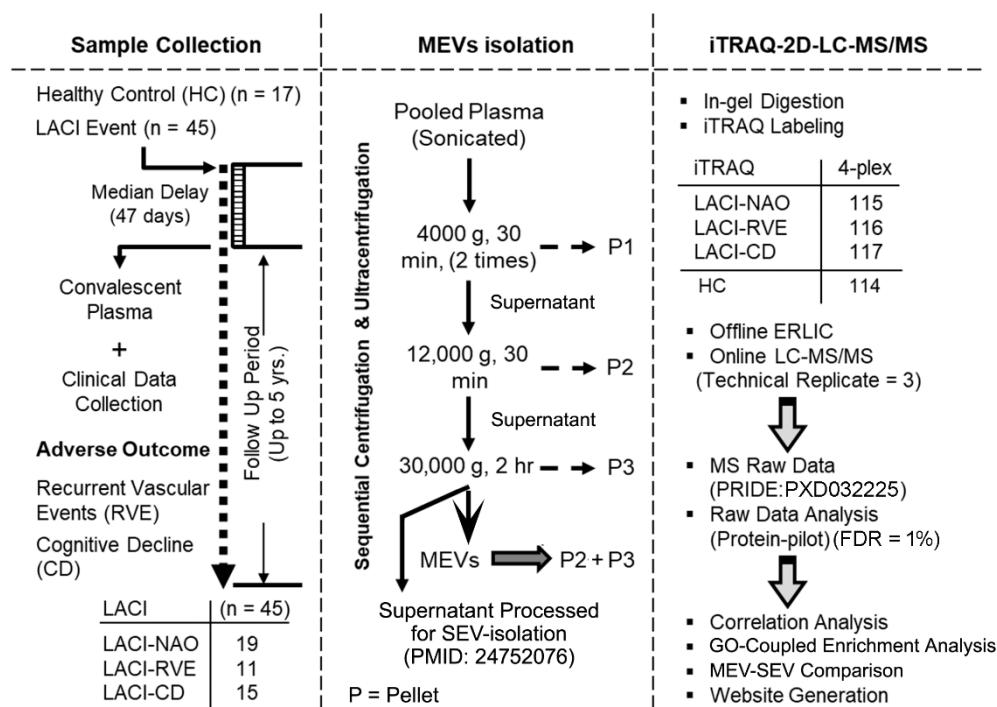 Sample Collection
Healthy Control (HC) (n = 17)
LACI Event (n = 45)
Median Delay
(47 days)
Convalescent
Plasma
+
Clinical Data
Collection
Follow Up Period
(Up to 5 yrs.)
Adverse Outcome
Recurrent Vascular
Events (RVE)
Cognitive Decline
(CD)
LACI (n = 45)
LACI-NAO 19
LACI-RVE 11
LACI-CD 15
MEVs isolation
Sequential Centrifugation & Ultracentrifugation
Pooled Plasma
(Sonicated)
4000 g, 30
min, (2 times)
P1
Supernatant
12,000 g, 30
min
P2
Supernatant
30,000 g, 2 hr
P3
MEVs
P2 + P3
Supernatant Processed
for SEV-isolation
(PMID: 24752076)
P = Pellet
iTRAQ-2D-LC-MS/MS
▪ In-gel Digestion
▪ iTRAQ Labeling
iTRAQ 4-plex
LACI-NAO 115
LACI-RVE 116
LACI-CD 117
HC 114
▪ Offline ERLIC
▪ Online LC-MS/MS
(Technical Replicate = 3)
▪ MS Raw Data
(PRIDE:PXD032225)
▪ Raw Data Analysis
(Protein-pilot) (FDR = 1%)
▪ Correlation Analysis
▪ GO-Coupled Enrichment Analysis
▪ MEV-SEV Comparison
▪ Website Generation